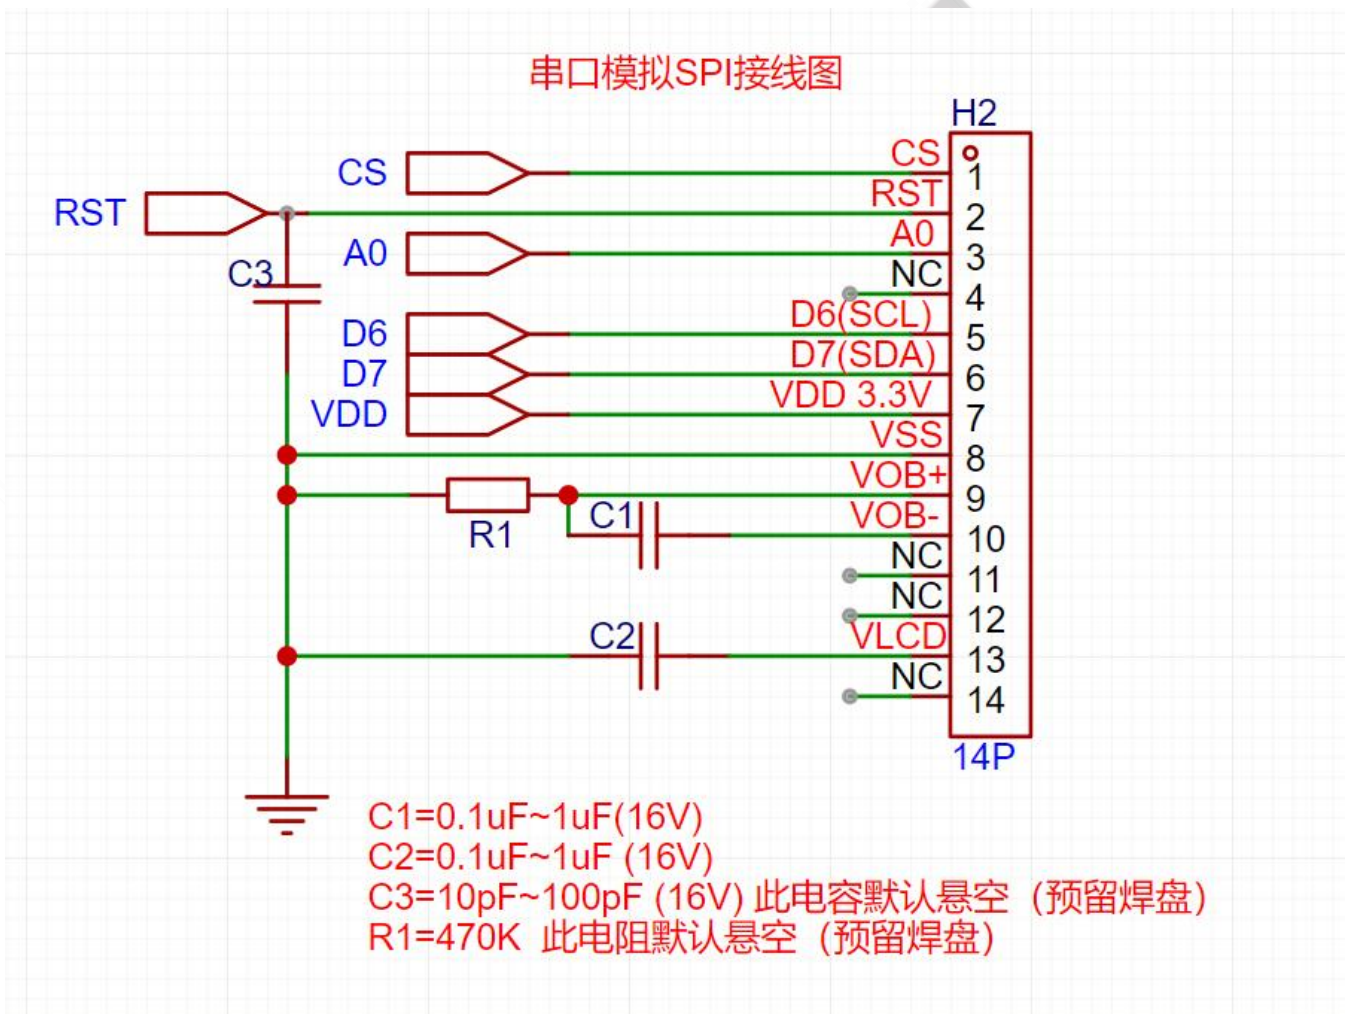 串口模拟SPI接线图
H2
CS
CS
1
RST
RST
2
A0
A0
3
C3
NC
4
D6
D6(SCL)
5
D7
D7(SDA)
6
VDD
VDD 3.3V
7
VSS
8
VOB+
9
R1
C1
VOB-
10
NC
11
NC
12
C2
VLCD
13
NC
14
14P
C1=0.1uF~1uF(16V)
C2=0.1uF~1uF (16V)
C3=10pF~100pF (16V) 此电容默认悬空（预留焊盘）
R1=470K 此电阻默认悬空（预留焊盘）